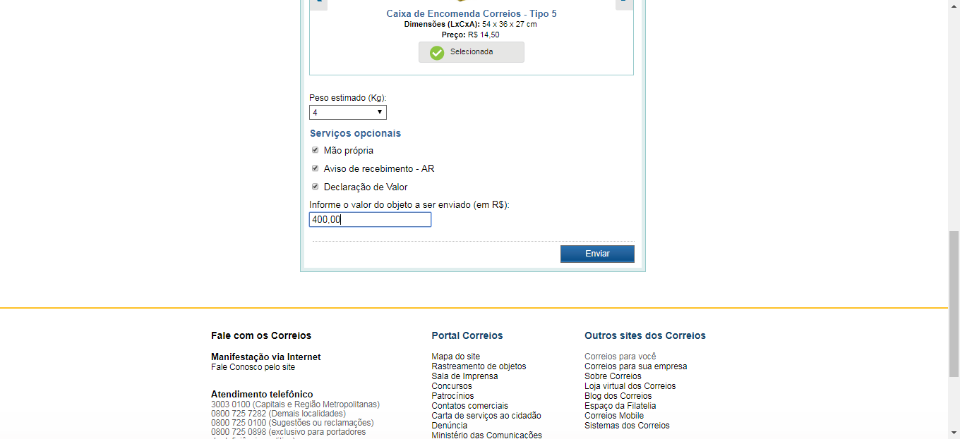 Caixa de Encomenda Correios - Tipo 5
Dimensões (LxCxA): 54 x 36 x 27 cm
Preço: R$ 14,50
Selecionada
Peso estimado (Kg):
4
Serviços opcionais
Mão própria
Aviso de recebimento - AR
Declaração de Valor
Informe o valor do objeto a ser enviado (em R$):
400,00
Enviar
Fale com os Correios
Manifestação via Internet
Fale Conosco pelo site
Atendimento telefônico
3003 0100 (Capitais e Região Metropolitanas)
0800 725 7282 (Demais localidades)
0800 725 0100 (Sugestões ou reclamações)
0800 725 0898 (exclusivo para portadores
Portal Correios
Mapa do site
Rastreamento de objetos
Sala de Imprensa
Concursos
Patrocínios
Contatos comerciais
Carta de serviços ao cidadão
Denúncia
Ministério das Comunicações
Outros sites dos Correios
Correios para você
Correios para sua empresa
Sobre Correios
Loja virtual dos Correios
Blog dos Correios
Espaço da Filatelia
Correios Mobile
Sistemas dos Correios